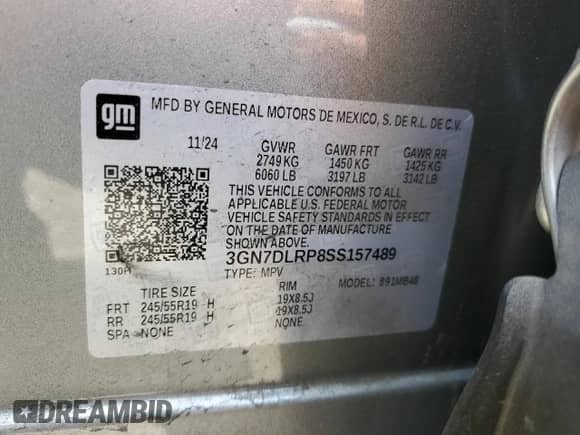 gm
MFD BY GENERAL MOTORS DE MEXICO, S. DE R.L. DE C.V.
11/24 GVWR GAWR FRT GAWR RR
2749 KG 1450 KG 1425 KG
6060 LB 3197 LB 3142 LB
THIS VEHICLE CONFORMS TO ALL
APPLICABLE U.S. FEDERAL MOTOR
VEHICLE SAFETY STANDARDS IN EFFECT
ON THE DATE OF MANUFACTURE
SHOWN ABOVE.
3GN7DLRP8SS157489
TYPE: MPV MODEL: 891MB48
TIRE SIZE RIM
FRT 245/55R19 H 19X8.5J
RR 245/55R19 H 19X8.5J
SPA NONE NONE
DREAMBID